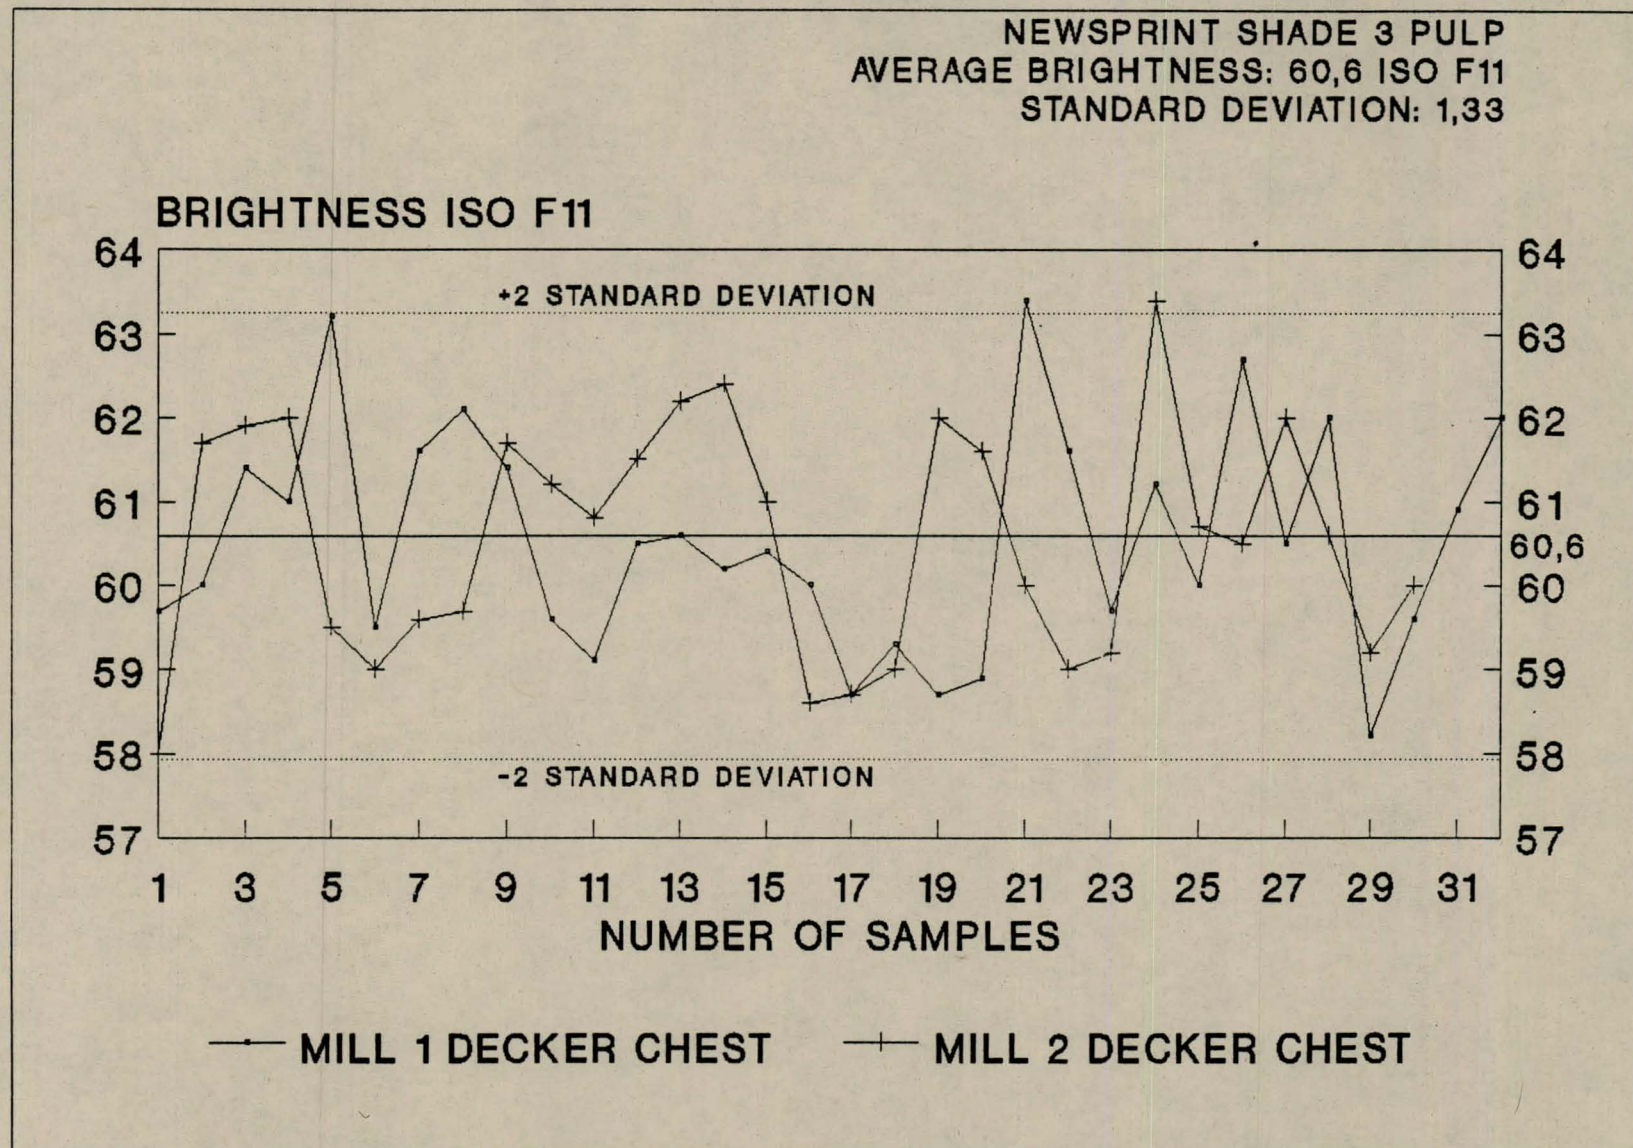 NEWSPRINT SHADE 3 PULP
AVERAGE BRIGHTNESS: 60,6 ISO F11
STANDARD DEVIATION: 1,33
BRIGHTNESS ISO F11
64 64
+2 STANDARD DEVIATION
63 63
62 62
61 61
60,6
60 60
59 59
58 58
-2 STANDARD DEVIATION
57 57
1 3 5 7 9 11 13 15 17 19 21 23 25 27 29 31
NUMBER OF SAMPLES
MILL 1 DECKER CHEST MILL 2 DECKER CHEST